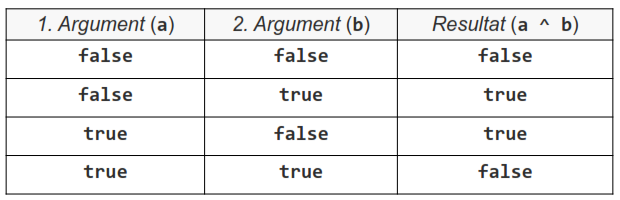 1. Argument (a) 2. Argument (b) Resultat (a ^ b)
false false false
false true true
true false true
true true false